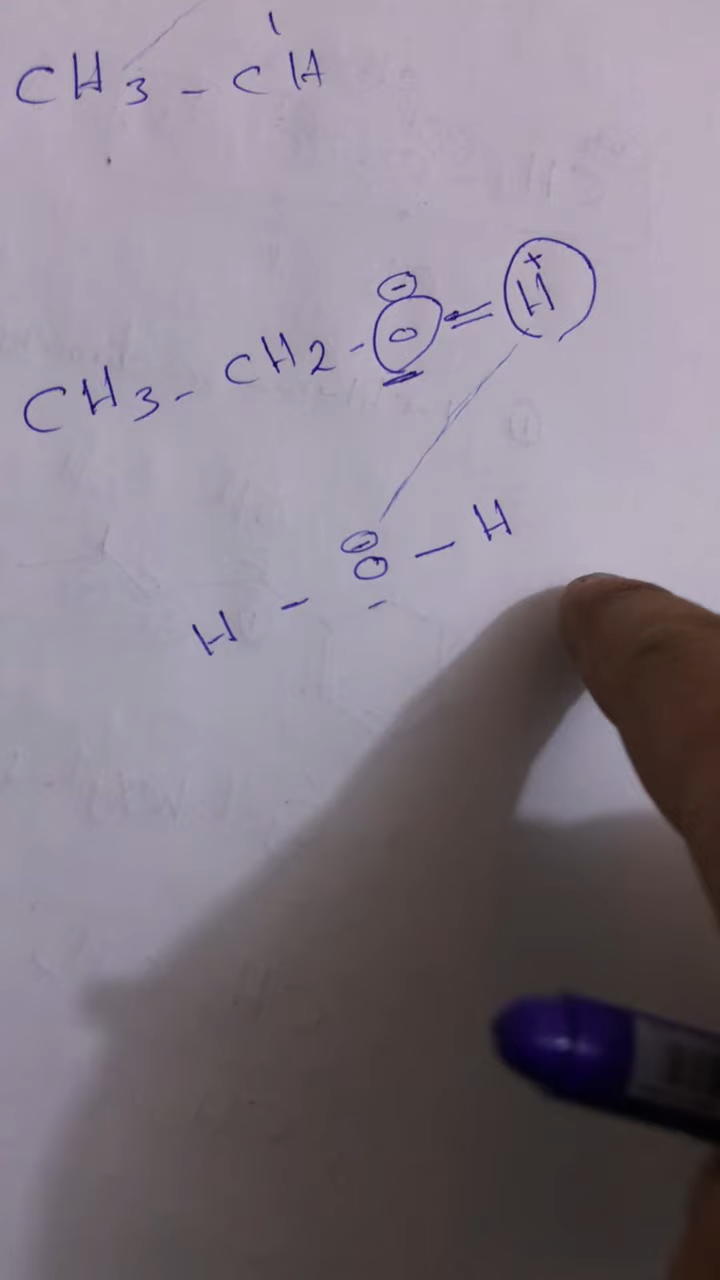 CH3 - CH
CH3 - CH2 - O = H+
H - O - H